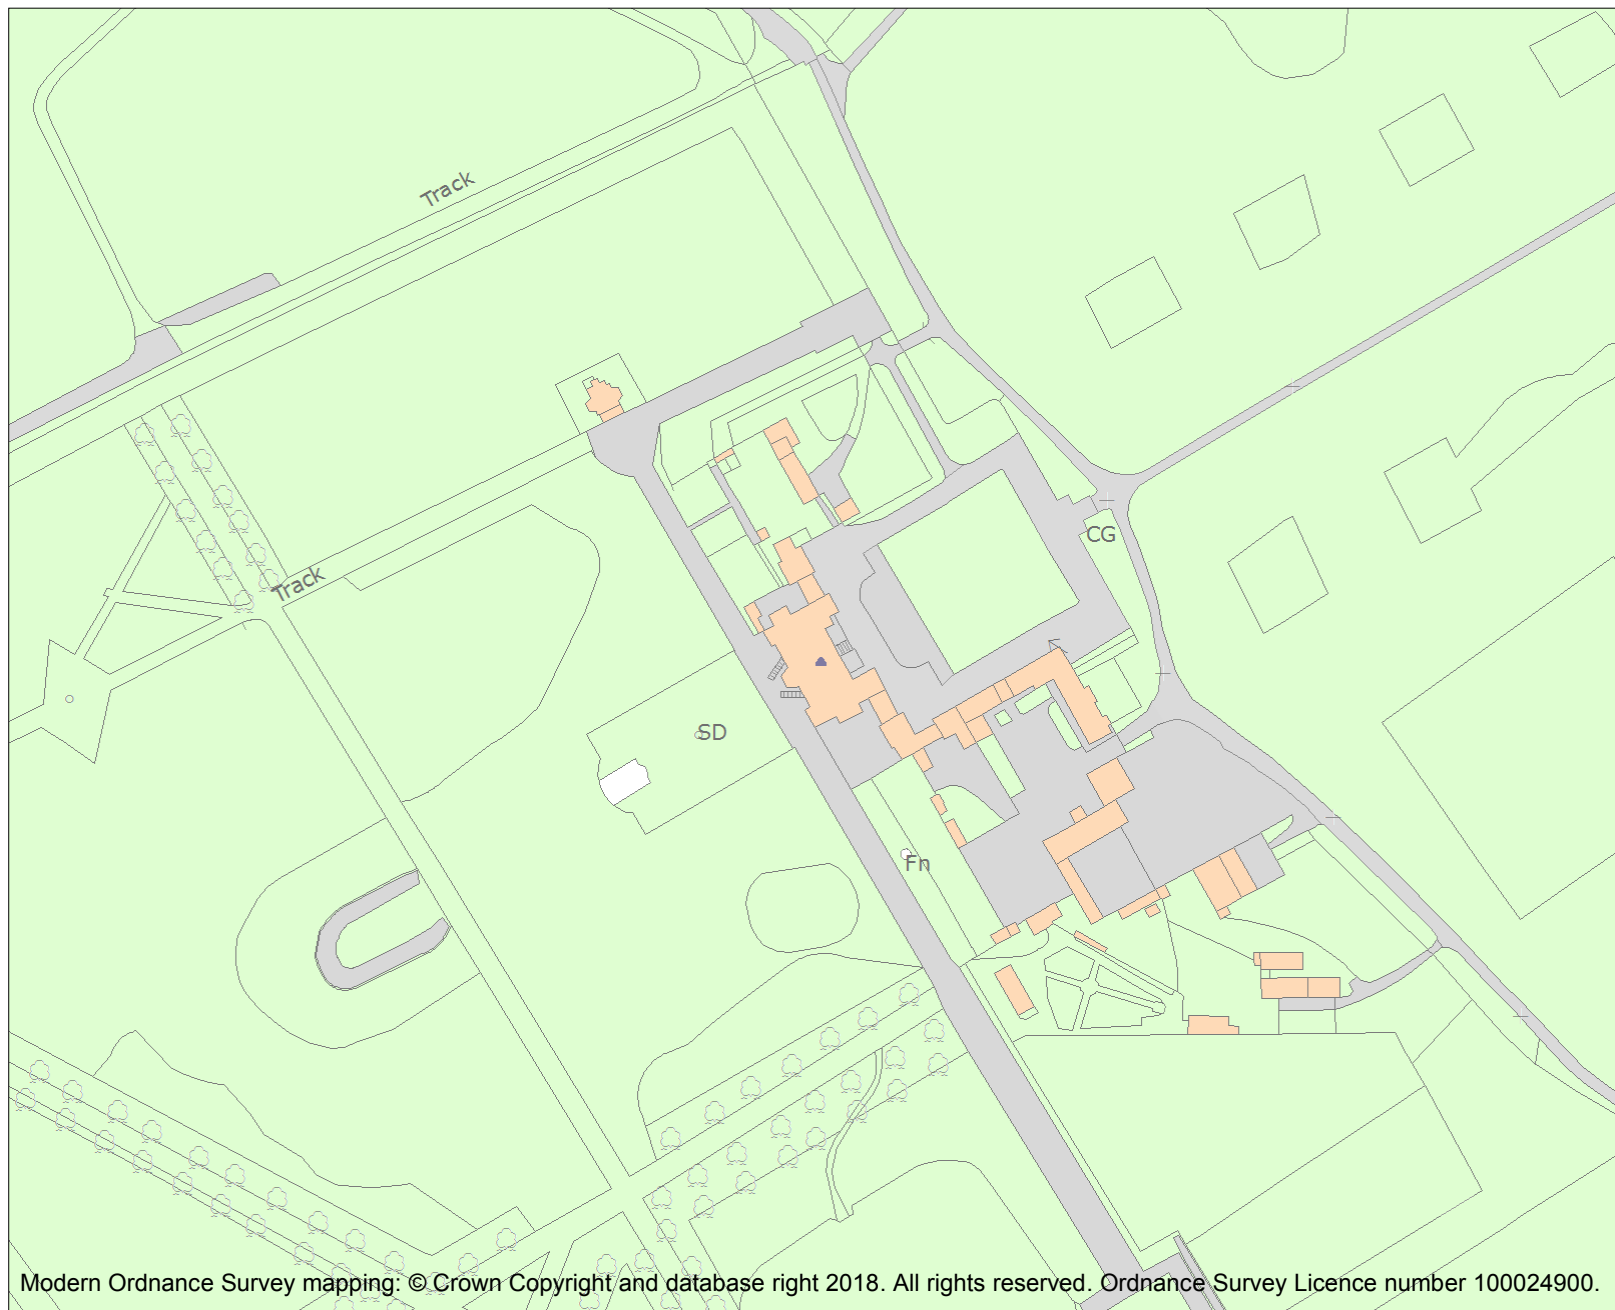 Track
CG
Track
SD
Fn
Modern Ordnance Survey mapping: © Crown Copyright and database right 2018. All rights reserved. Ordnance Survey Licence number 100024900.